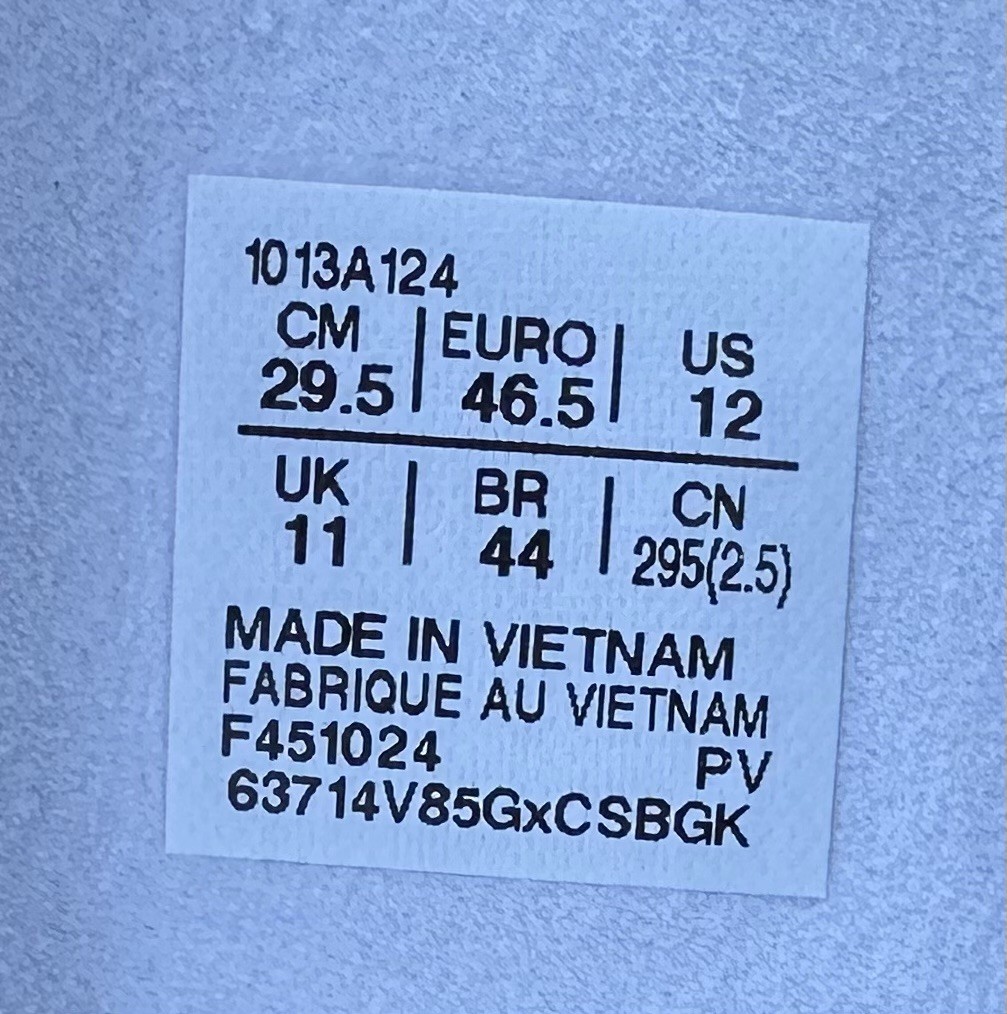 1013A124
CM | EURO | US
29.5 | 46.5 | 12
UK | BR | CN
11 | 44 | 295(2.5)
MADE IN VIETNAM
FABRIQUE AU VIETNAM
F451024 PV
63714V85GxCSBGK